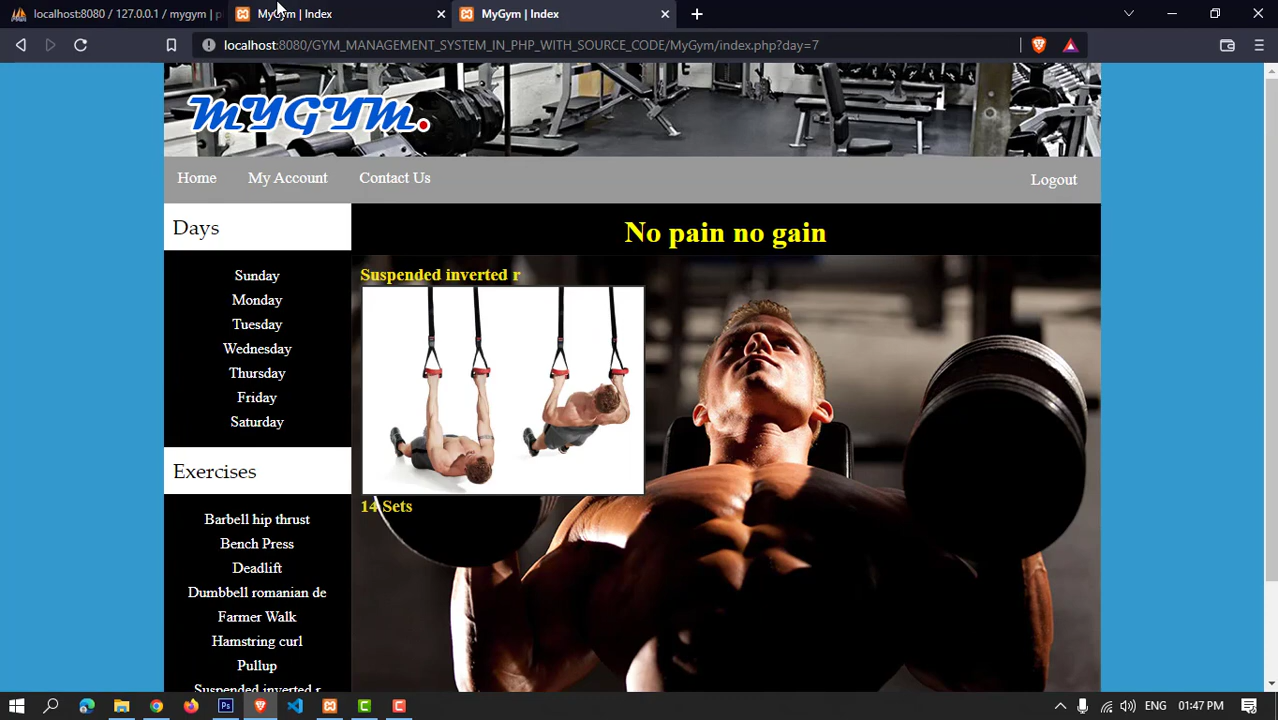 localhost:8080 / 127.0.0.1 / mygym | p
MyGym | Index
MyGym | Index
localhost:8080/GYM_MANAGEMENT_SYSTEM_IN_PHP_WITH_SOURCE_CODE/MyGym/index.php?day=7
MYGYM.
Home
My Account
Contact Us
Logout
Days
No pain no gain
Sunday
Monday
Tuesday
Wednesday
Thursday
Friday
Saturday
Suspended inverted r
14 Sets
Exercises
Barbell hip thrust
Bench Press
Deadlift
Dumbbell romanian de
Farmer Walk
Hamstring curl
Pullup
Suspended inverted r
ENG
01:47 PM